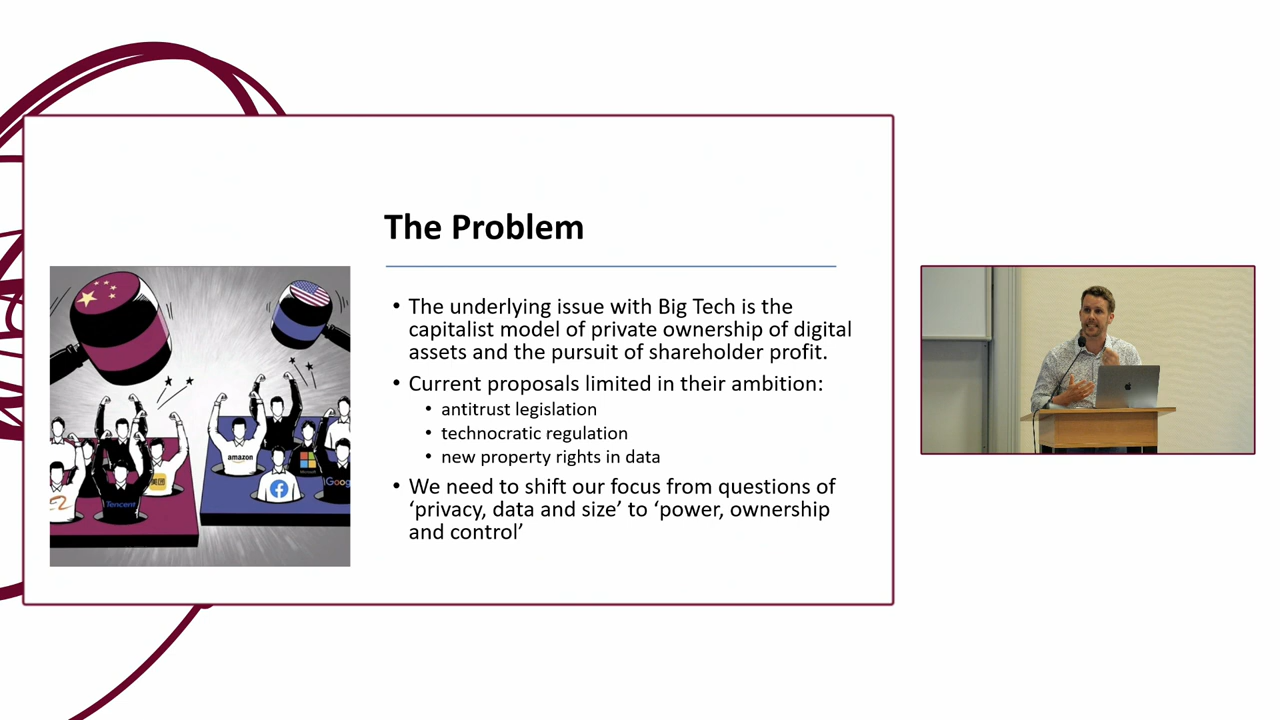 The Problem
• The underlying issue with Big Tech is the
capitalist model of private ownership of digital
assets and the pursuit of shareholder profit.
• Current proposals limited in their ambition:
• antitrust legislation
• technocratic regulation
• new property rights in data
• We need to shift our focus from questions of
‘privacy, data and size’ to ‘power, ownership
and control’
amazon
Microsoft
Google
Tencent